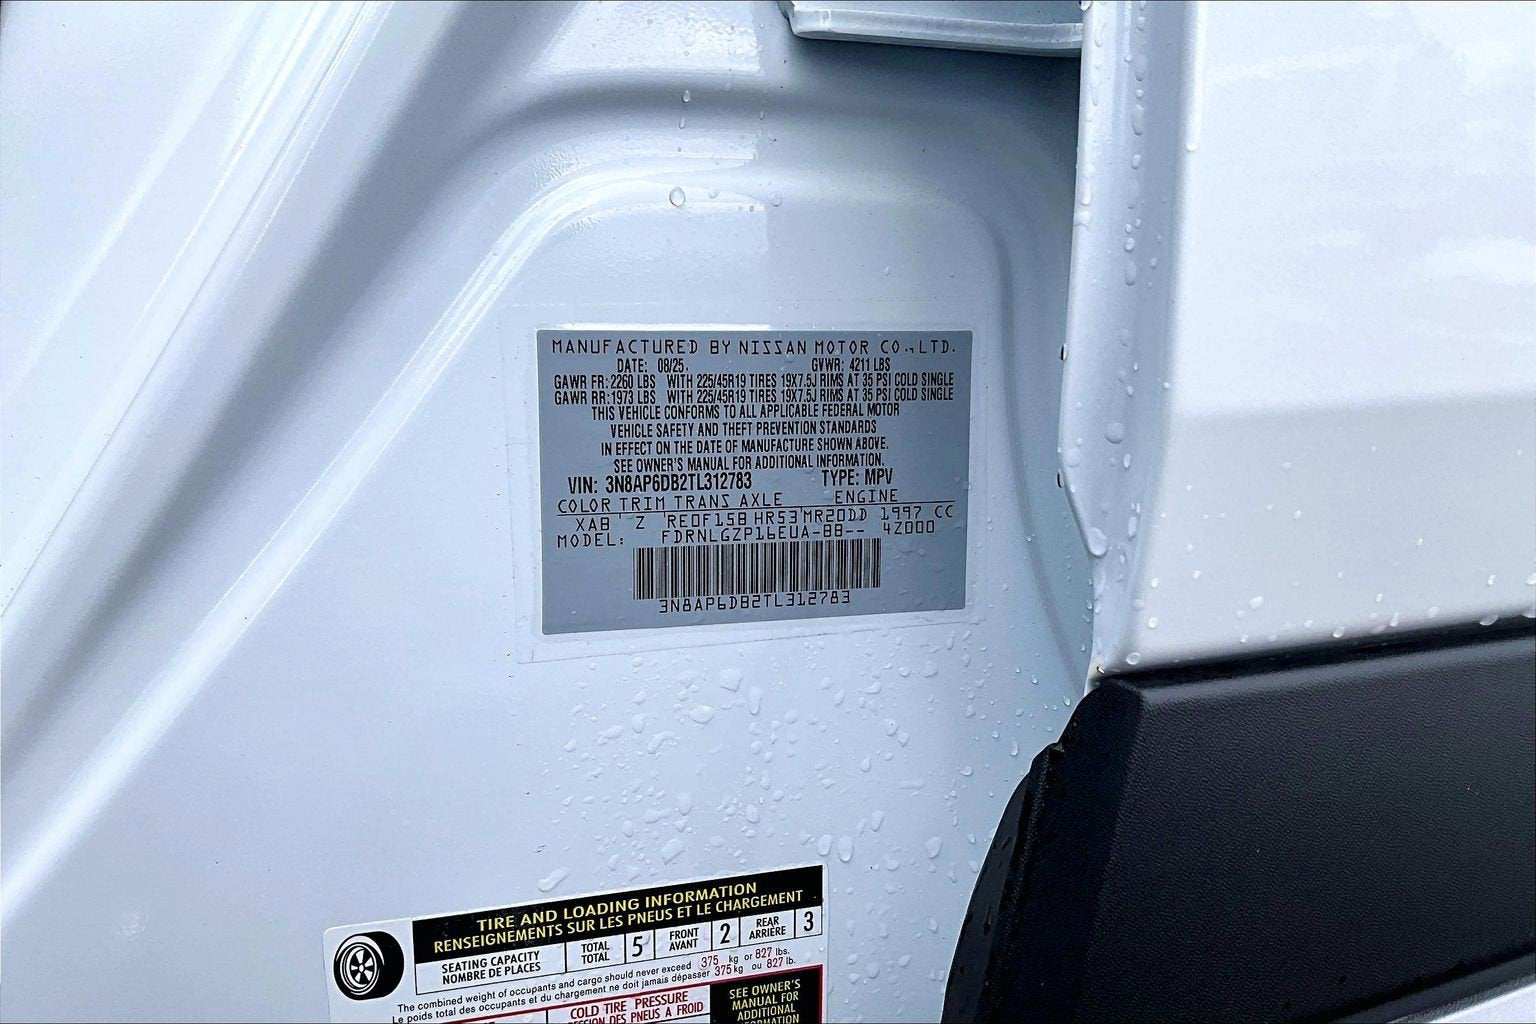 MANUFACTURED BY NISSAN MOTOR CO.,LTD.
DATE: 08/25. GVWR: 4211 LBS
GAWR FR: 2260 LBS WITH 225/45R19 TIRES 19X7.5J RIMS AT 35 PSI COLD SINGLE
GAWR RR: 1973 LBS WITH 225/45R19 TIRES 19X7.5J RIMS AT 35 PSI COLD SINGLE
THIS VEHICLE CONFORMS TO ALL APPLICABLE FEDERAL MOTOR
VEHICLE SAFETY AND THEFT PREVENTION STANDARDS
IN EFFECT ON THE DATE OF MANUFACTURE SHOWN ABOVE.
SEE OWNER'S MANUAL FOR ADDITIONAL INFORMATION.
VIN: 3N8AP6DB2TL312783 TYPE: MPV
COLOR TRIM TRANS AXLE ENGINE
XAB Z RE0F15B HR53 MR20DD 1997 CC
MODEL: FDRNLGZP16EUA-BB-- 4Z000
3N8AP6DB2TL312783
TIRE AND LOADING INFORMATION
RENSEIGNEMENTS SUR LES PNEUS ET LE CHARGEMENT
SEATING CAPACITY
NOMBRE DE PLACES
TOTAL
TOTAL
5
FRONT
AVANT
2
REAR
ARRIÈRE
3
The combined weight of occupants and cargo should never exceed 375 kg or 827 lbs.
Le poids total des occupants et du chargement ne doit jamais dépasser 375 kg ou 827 lb.
COLD TIRE PRESSURE
DES PNEUS À FROID
SEE OWNER'S
MANUAL FOR
ADDITIONAL